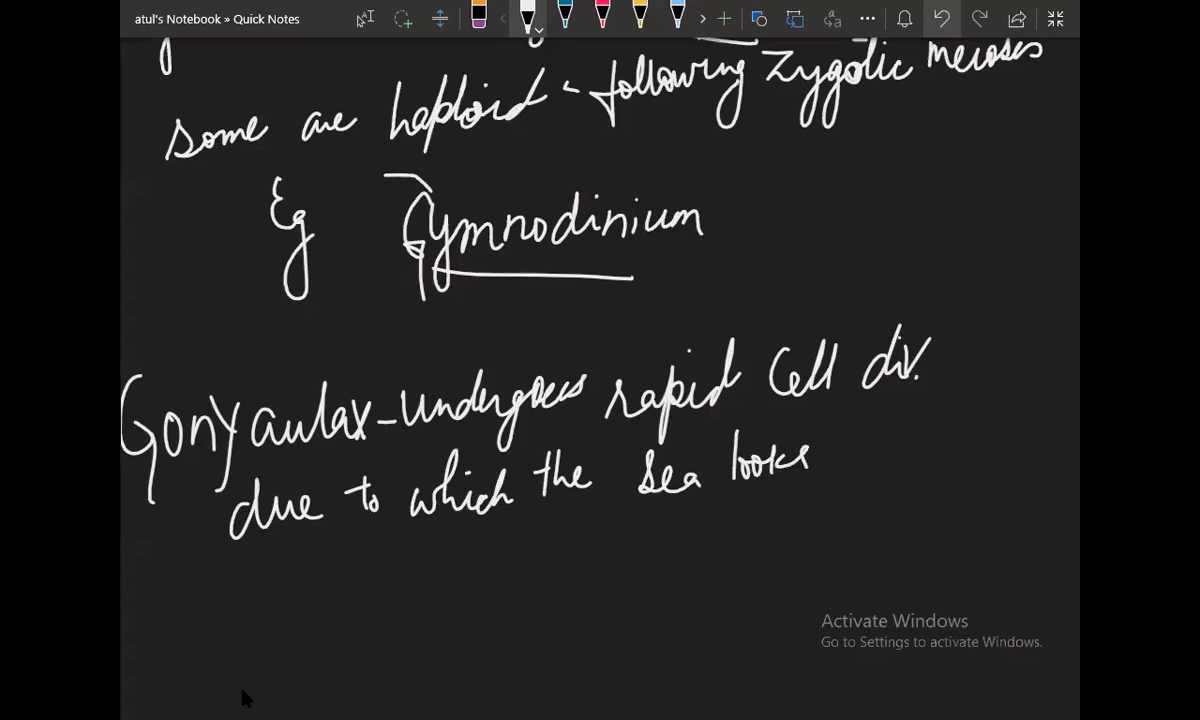 atul's Notebook » Quick Notes
some are haploid - following Zygotic meioses
Eg Gymnodinium
Gonyaulax - undergoes rapid Cell div.
due to which the sea looks
Activate Windows
Go to Settings to activate Windows.